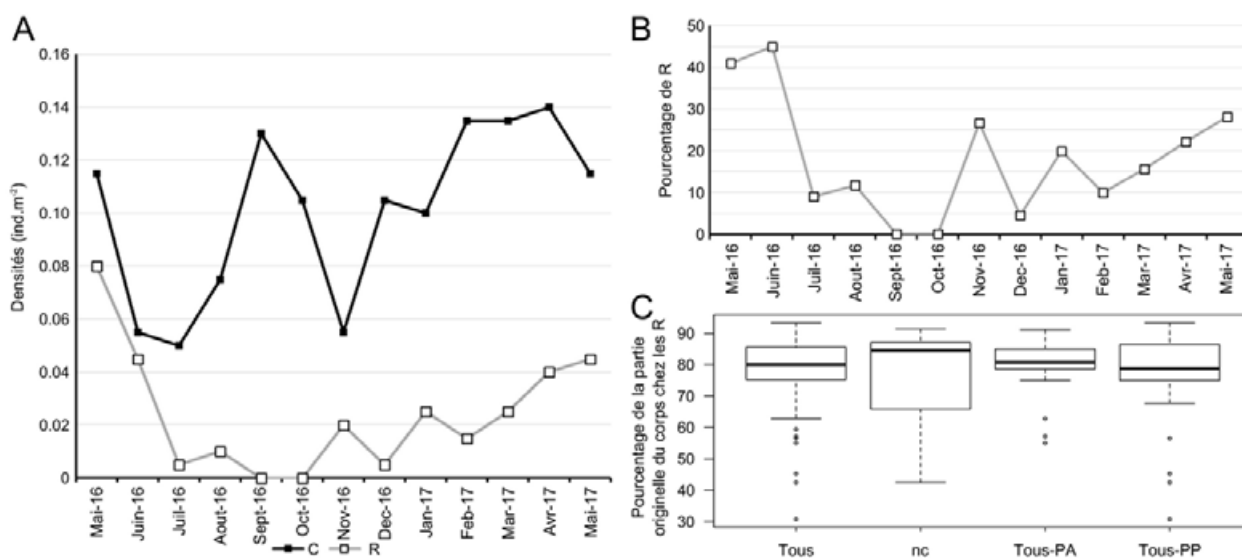 A
0.16
0.14
0.12
0.10
0.08
0.06
0.04
0.02
0
Densités (ind.m-2)
Mai-16
Juin-16
Juil-16
Aout-16
Sept-16
Oct-16
Nov-16
Dec-16
Jan-17
Feb-17
Mar-17
Avr-17
Mai-17
C R
B
50
40
30
20
10
0
Pourcentage de R
Mai-16
Juin-16
Juil-16
Aout-16
Sept-16
Oct-16
Nov-16
Dec-16
Jan-17
Feb-17
Mar-17
Avr-17
Mai-17
C
90
80
70
60
50
40
30
Pourcentage de la partie
originelle du corps chez les R
Tous
nc
Tous-PA
Tous-PP